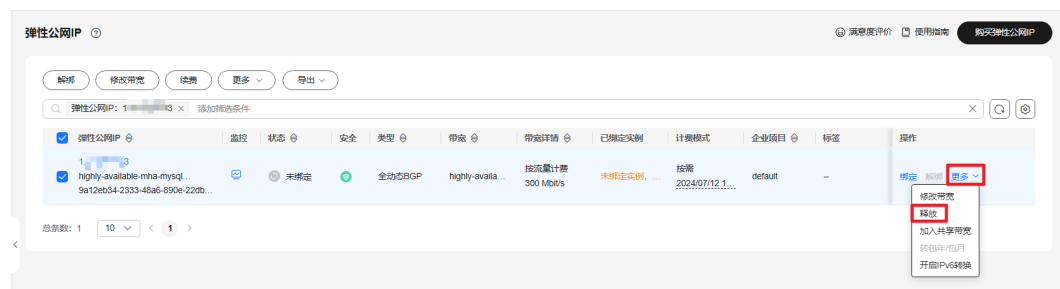 弹性公网IP
满意度评价 使用指南 购买弹性公网IP
解绑 修改带宽 续费 更多 导出
弹性公网IP: 1 3 × 添加筛选条件
弹性公网IP 监控 状态 安全 类型 带宽 带宽详情 已绑定实例 计费模式 企业项目 标签 操作
1 3
highly-available-mha-mysql...
9a12eb34-2333-48a6-890e-22db...
未绑定 全动态BGP highly-availa...
按流量计费
300 Mbit/s
未绑定实例, ...
按需
2024/07/12 1...
default -- 绑定 解绑 更多
修改带宽
释放
加入共享带宽
转包年/包月
开启IPv6转换
总条数: 1 10 < 1 >